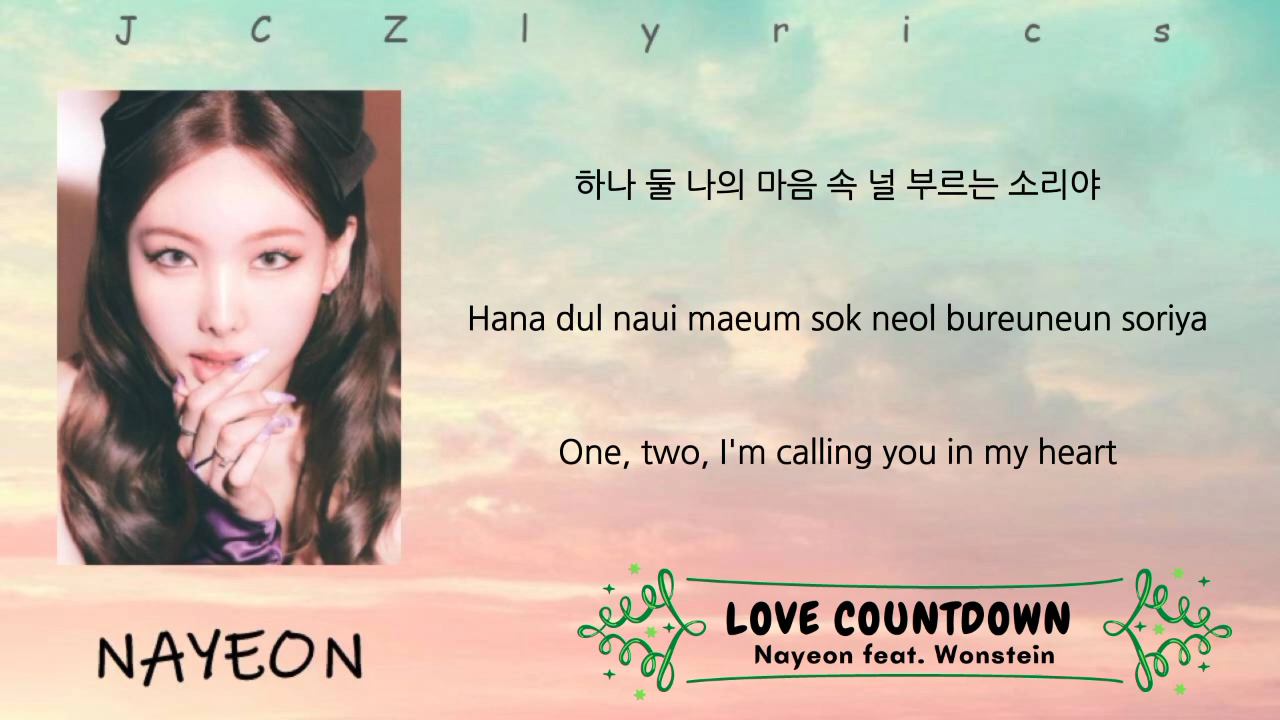 J C Z l y r i c s
하나 둘 나의 마음 속 널 부르는 소리야
Hana dul naui maeum sok neol bureuneun soriya
One, two, I'm calling you in my heart
LOVE COUNTDOWN
Nayeon feat. Wonstein
NAYEON